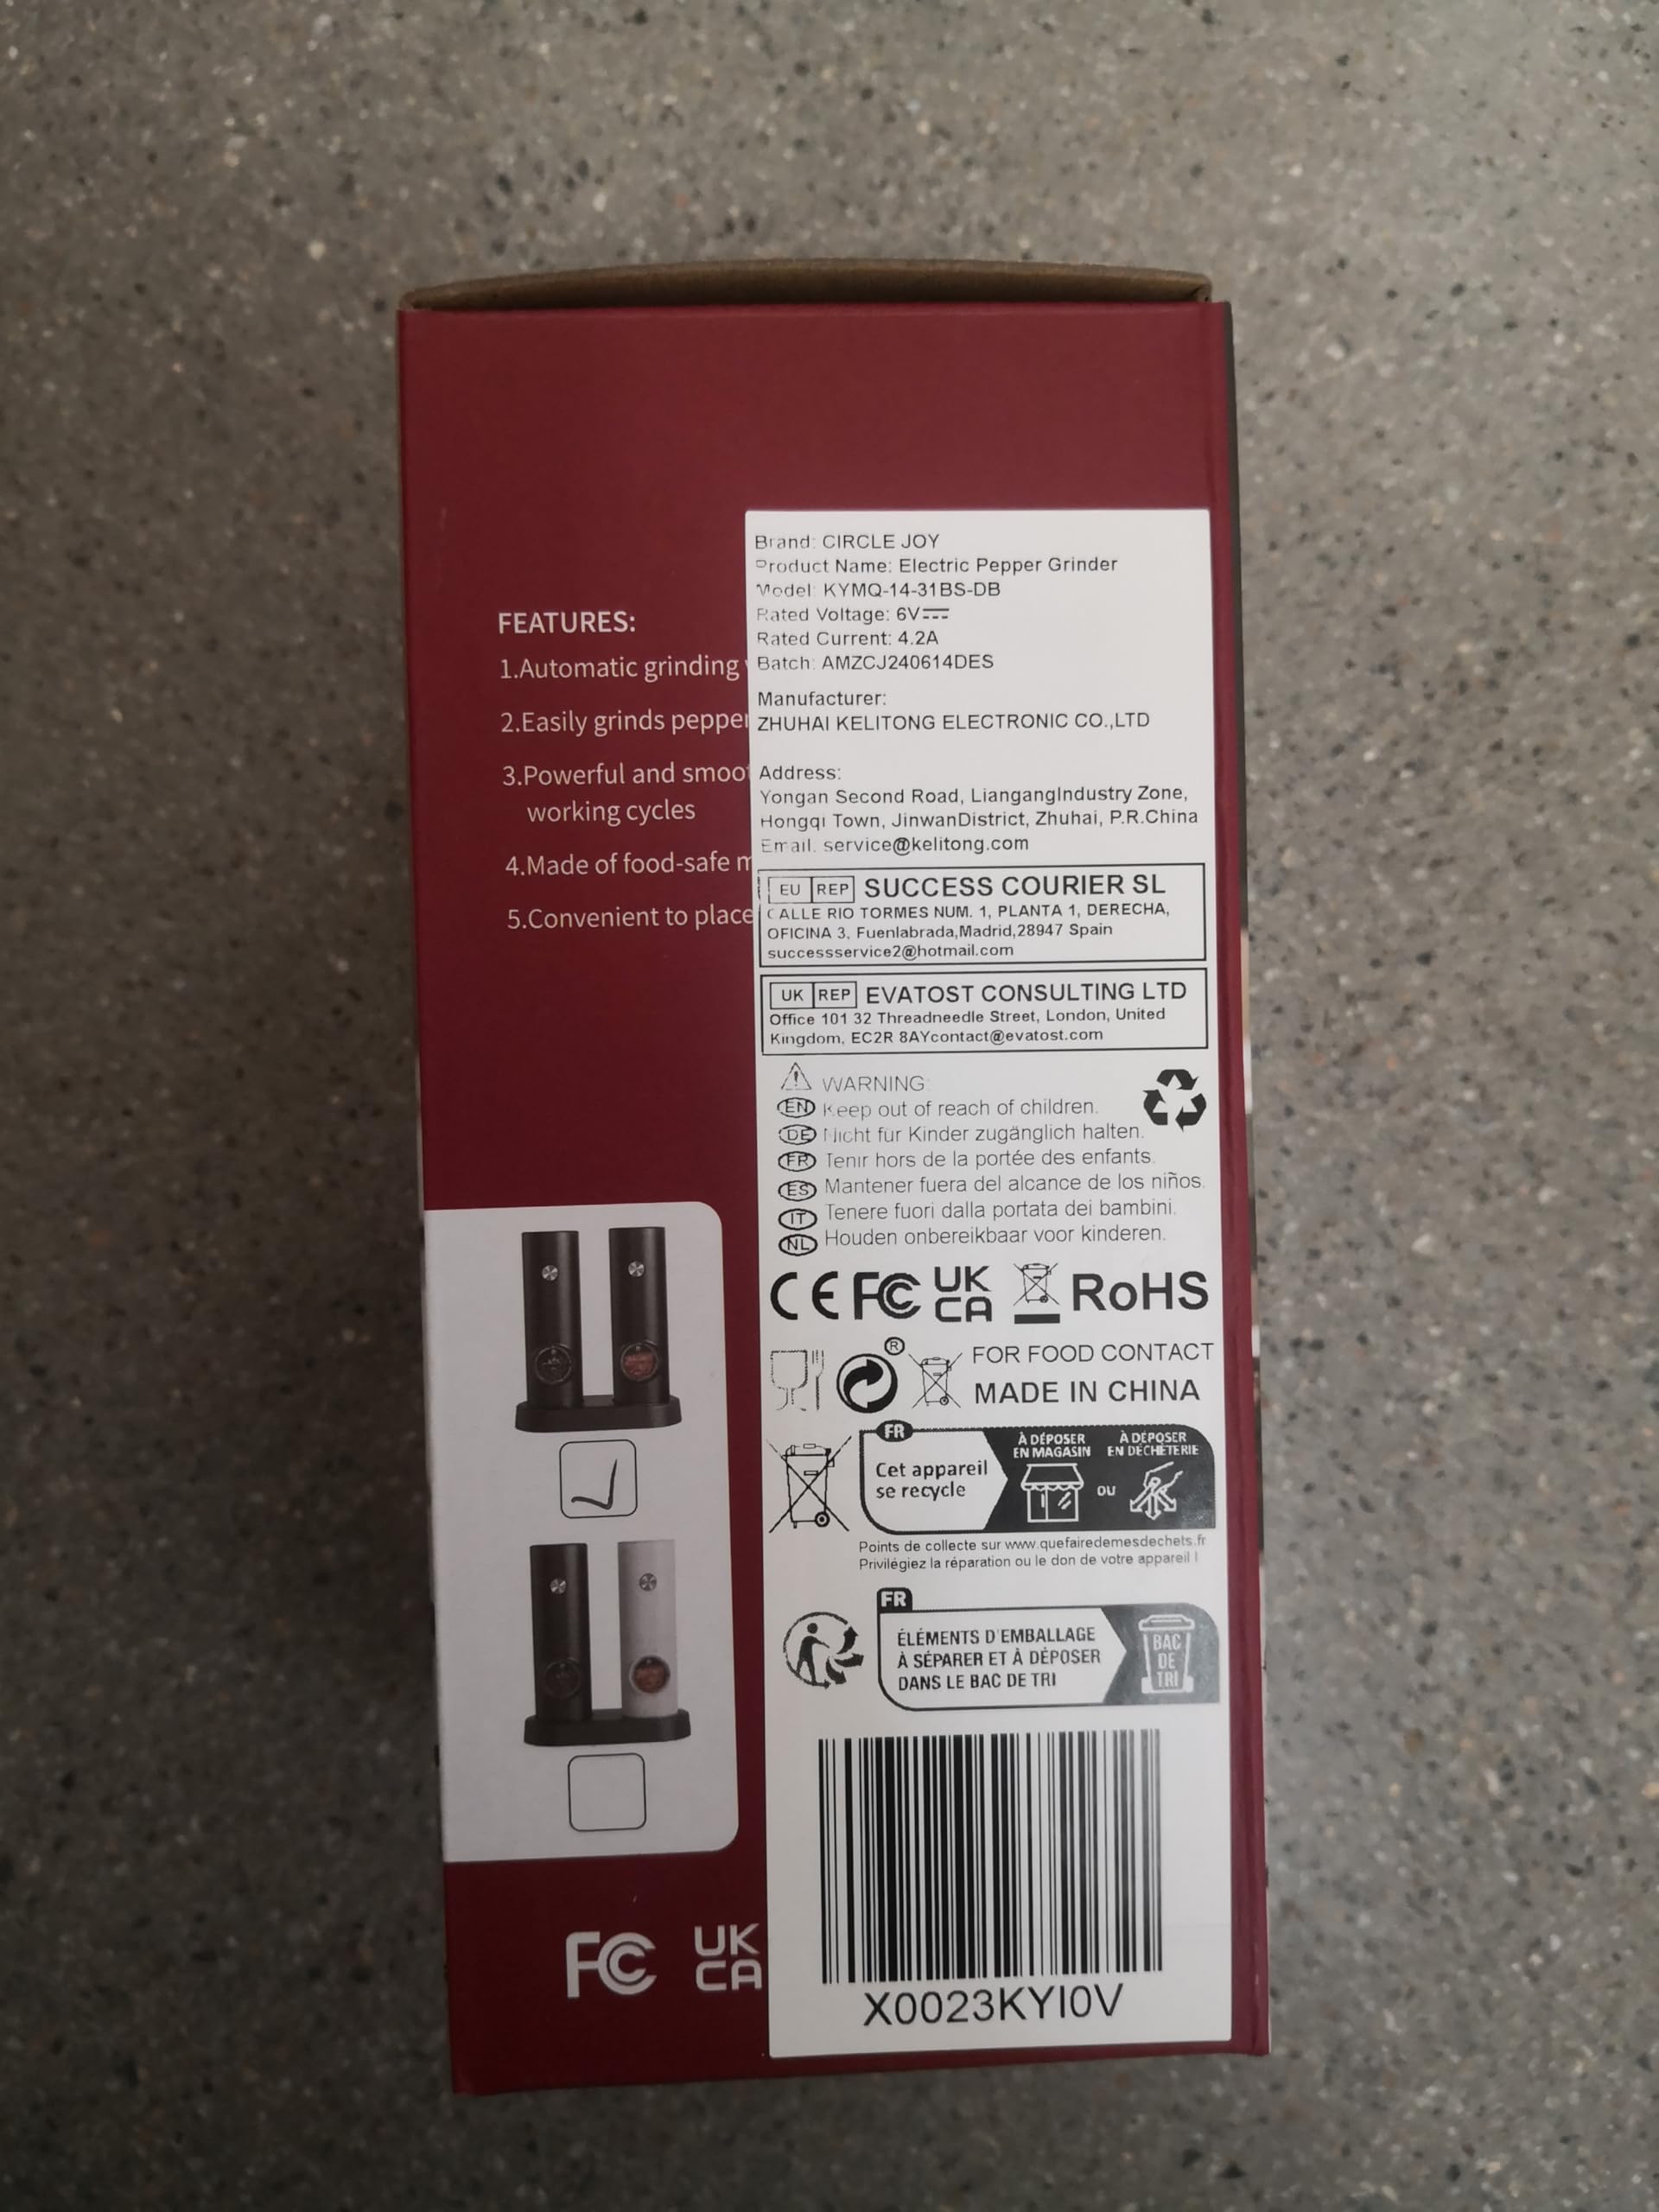 FEATURES:
1.Automatic grinding
2.Easily grinds pepper
3.Powerful and smoo
working cycles
4.Made of food-safe m
5.Convenient to place
FC UK
CA
Brand: CIRCLE JOY
Product Name: Electric Pepper Grinder
Model: KYMQ-14-31BS-DB
Rated Voltage: 6V
Rated Current: 4.2A
Batch: AMZCJ240614DES
Manufacturer:
ZHUHAI KELITONG ELECTRONIC CO.,LTD
Address:
Yongan Second Road, LiangangIndustry Zone,
Hongqi Town, JinwanDistrict, Zhuhai, P.R.China
Email: service@kelitong.com
EU REP SUCCESS COURIER SL
CALLE RIO TORMES NUM. 1, PLANTA 1, DERECHA,
OFICINA 3, Fuenlabrada,Madrid,28947 Spain
successservice2@hotmail.com
UK REP EVATOST CONSULTING LTD
Office 101 32 Threadneedle Street, London, United
Kingdom, EC2R 8AYcontact@evatost.com
WARNING:
EN Keep out of reach of children.
DE Nicht für Kinder zugänglich halten.
FR Tenir hors de la portée des enfants.
ES Mantener fuera del alcance de los niños.
IT Tenere fuori dalla portata dei bambini.
NL Houden onbereikbaar voor kinderen.
CE FC UK CA RoHS
® FOR FOOD CONTACT
MADE IN CHINA
FR
Cet appareil
se recycle
À DÉPOSER
EN MAGASIN
OU
À DÉPOSER
EN DÉCHÈTERIE
Points de collecte sur www.quefairedemesdechets.fr
Privilégiez la réparation ou le don de votre appareil !
FR
ÉLÉMENTS D'EMBALLAGE
À SÉPARER ET À DÉPOSER
DANS LE BAC DE TRI
BAC
DE
TRI
X0023KYI0V